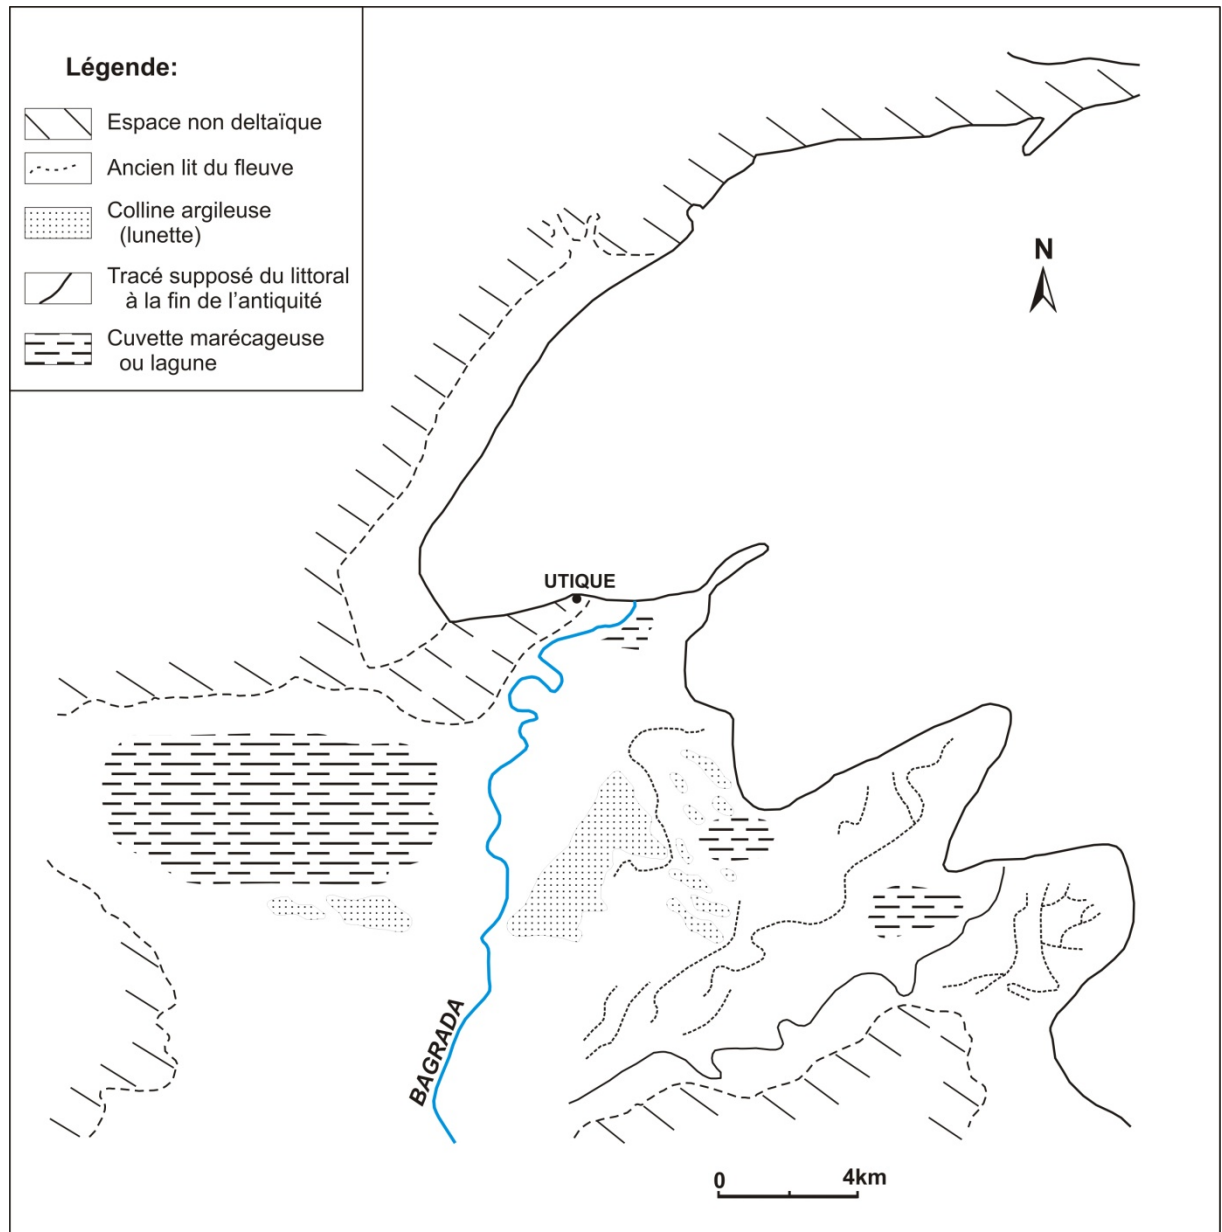 Légende:
Espace non deltaïque
Ancien lit du fleuve
Colline argileuse
(lunette)
Tracé supposé du littoral
à la fin de l'antiquité
Cuvette marécageuse
ou lagune
N
UTIQUE
BAGRADA
0 4km